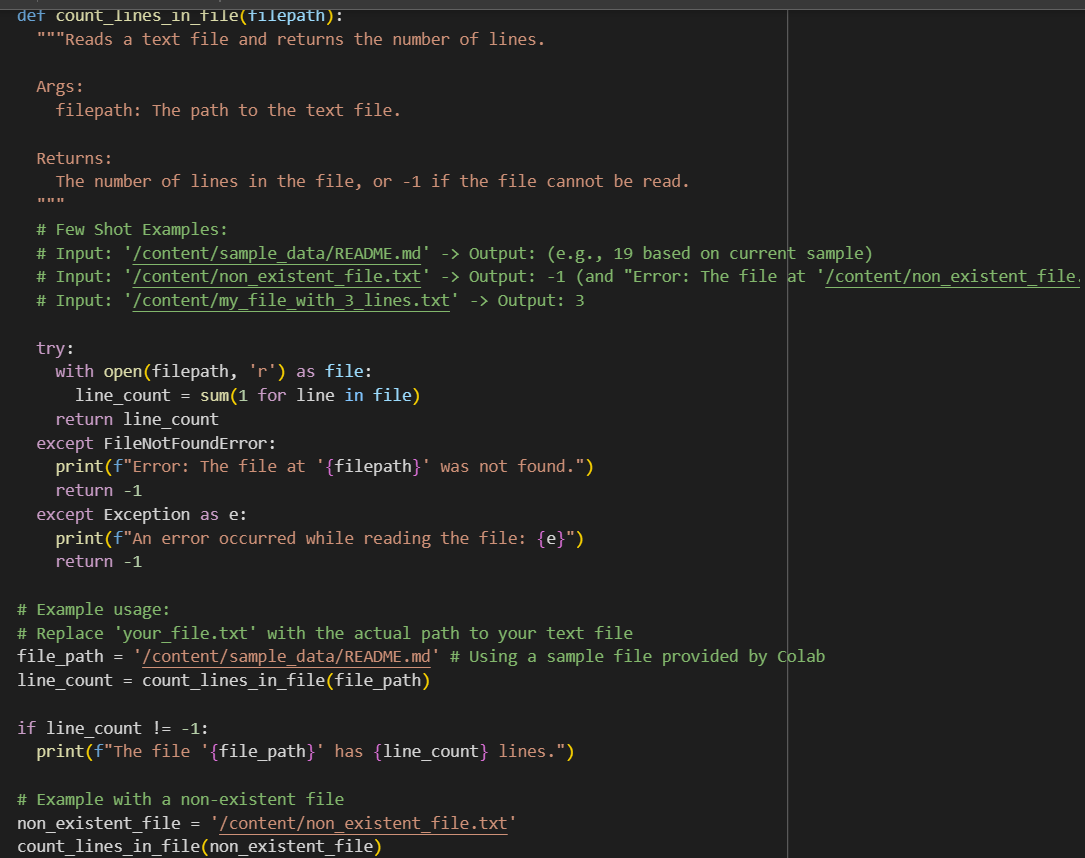 def count_lines_in_file(filepath):
  """Reads a text file and returns the number of lines.

  Args:
    filepath: The path to the text file.

  Returns:
    The number of lines in the file, or -1 if the file cannot be read.
  """
  # Few Shot Examples:
  # Input: '/content/sample_data/README.md' -> Output: (e.g., 19 based on current sample)
  # Input: '/content/non_existent_file.txt' -> Output: -1 (and "Error: The file at '/content/non_existent_file.
  # Input: '/content/my_file_with_3_lines.txt' -> Output: 3

  try:
    with open(filepath, 'r') as file:
      line_count = sum(1 for line in file)
    return line_count
  except FileNotFoundError:
    print(f"Error: The file at '{filepath}' was not found.")
    return -1
  except Exception as e:
    print(f"An error occurred while reading the file: {e}")
    return -1

# Example usage:
# Replace 'your_file.txt' with the actual path to your text file
file_path = '/content/sample_data/README.md' # Using a sample file provided by Colab
line_count = count_lines_in_file(file_path)

if line_count != -1:
  print(f"The file '{file_path}' has {line_count} lines.")

# Example with a non-existent file
non_existent_file = '/content/non_existent_file.txt'
count_lines_in_file(non_existent_file)